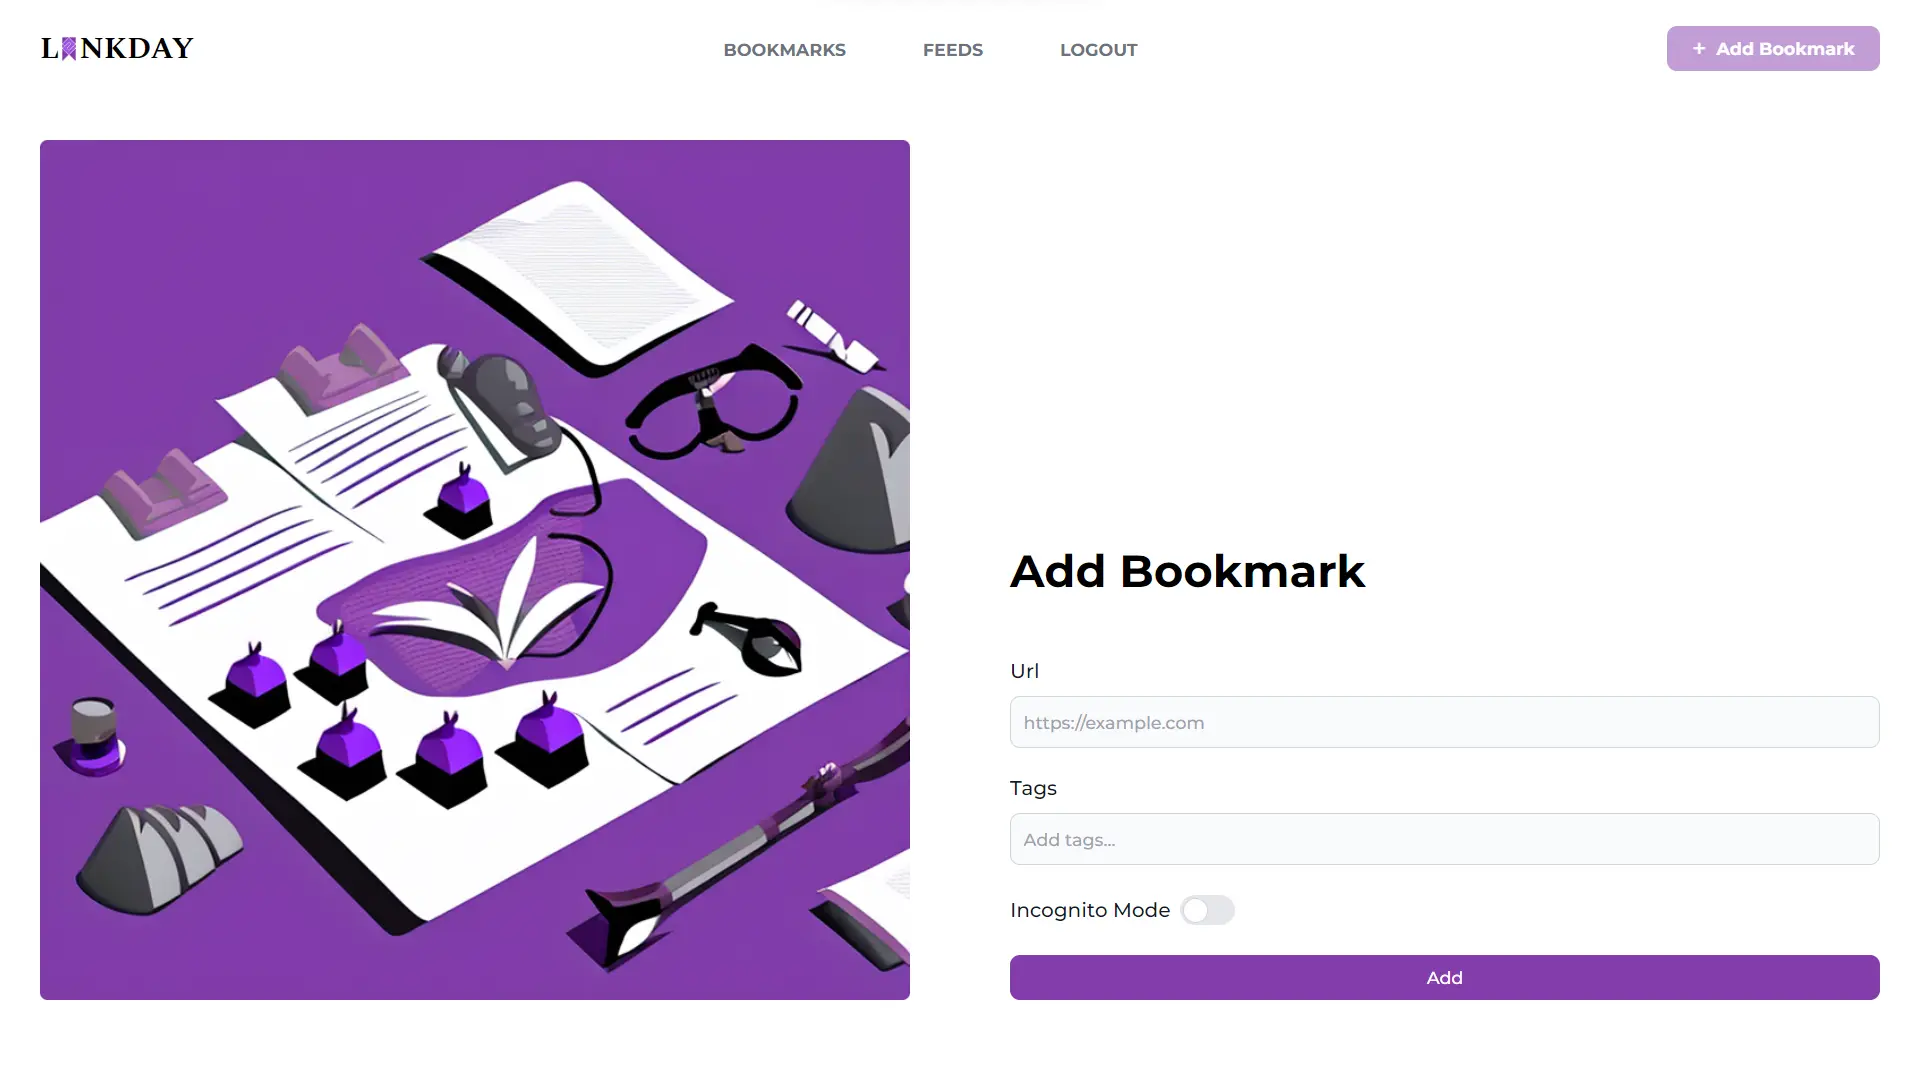 LINKDAY
BOOKMARKS
FEEDS
LOGOUT
+ Add Bookmark
Add Bookmark
Url
https://example.com
Tags
Add tags...
Incognito Mode
Add